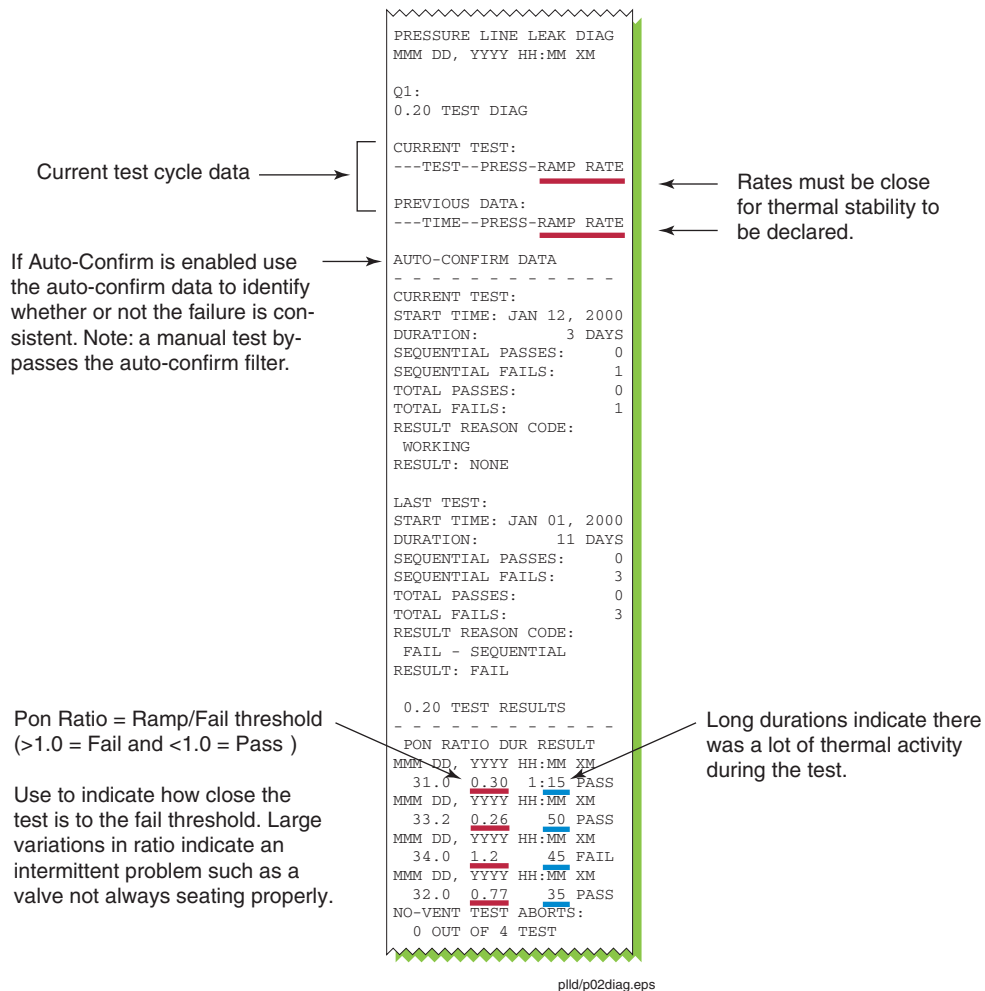 PRESSURE LINE LEAK DIAG
MMM DD, YYYY HH:MM XM
Q1:
0.20 TEST DIAG
CURRENT TEST:
---TEST--PRESS-RAMP RATE
PREVIOUS DATA:
---TIME--PRESS-RAMP RATE
Current test cycle data
Rates must be close
for thermal stability to
be declared.
If Auto-Confirm is enabled use
the auto-confirm data to identify
whether or not the failure is con-
sistent. Note: a manual test by-
passes the auto-confirm filter.
AUTO-CONFIRM DATA
- - - - - - - - - - - -
CURRENT TEST:
START TIME: JAN 12, 2000
DURATION: 3 DAYS
SEQUENTIAL PASSES: 0
SEQUENTIAL FAILS: 1
TOTAL PASSES: 0
TOTAL FAILS: 1
RESULT REASON CODE:
WORKING
RESULT: NONE
LAST TEST:
START TIME: JAN 01, 2000
DURATION: 11 DAYS
SEQUENTIAL PASSES: 0
SEQUENTIAL FAILS: 3
TOTAL PASSES: 0
TOTAL FAILS: 3
RESULT REASON CODE:
FAIL - SEQUENTIAL
RESULT: FAIL
0.20 TEST RESULTS
- - - - - - - - - - - -
PON RATIO DUR RESULT
MMM DD, YYYY HH:MM XM
31.0 0.30 1:15 PASS
MMM DD, YYYY HH:MM XM
33.2 0.26 50 PASS
MMM DD, YYYY HH:MM XM
34.0 1.2 45 FAIL
MMM DD, YYYY HH:MM XM
32.0 0.77 35 PASS
NO-VENT TEST ABORTS:
0 OUT OF 4 TEST
Pon Ratio = Ramp/Fail threshold
(>1.0 = Fail and <1.0 = Pass )
Use to indicate how close the
test is to the fail threshold. Large
variations in ratio indicate an
intermittent problem such as a
valve not always seating properly.
Long durations indicate there
was a lot of thermal activity
during the test.
plld/p02diag.eps